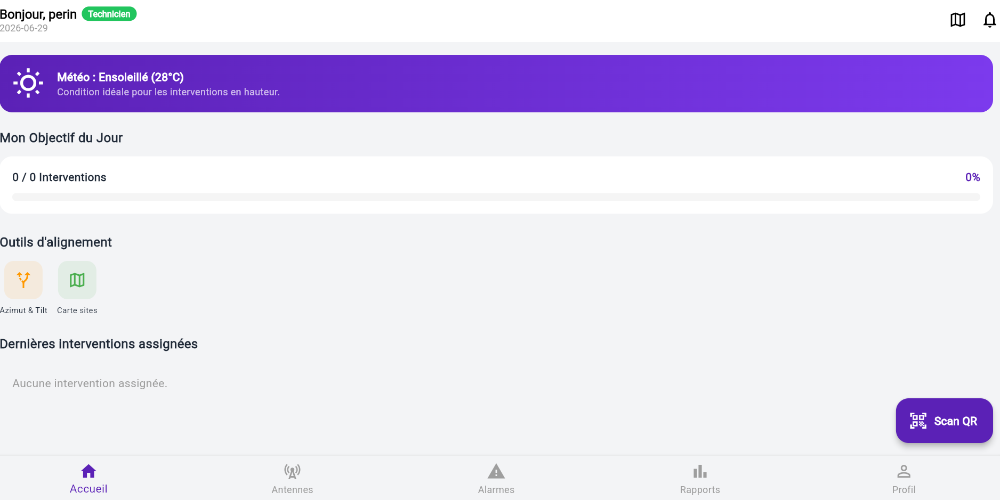 Bonjour, perin Technicien
2026-06-29
Météo : Ensoleillé (28°C)
Condition idéale pour les interventions en hauteur.
Mon Objectif du Jour
0 / 0 Interventions 0%
Outils d'alignement
Azimut & Tilt Carte sites
Dernières interventions assignées
Aucune intervention assignée.
Scan QR
Accueil Antennes Alarmes Rapports Profil